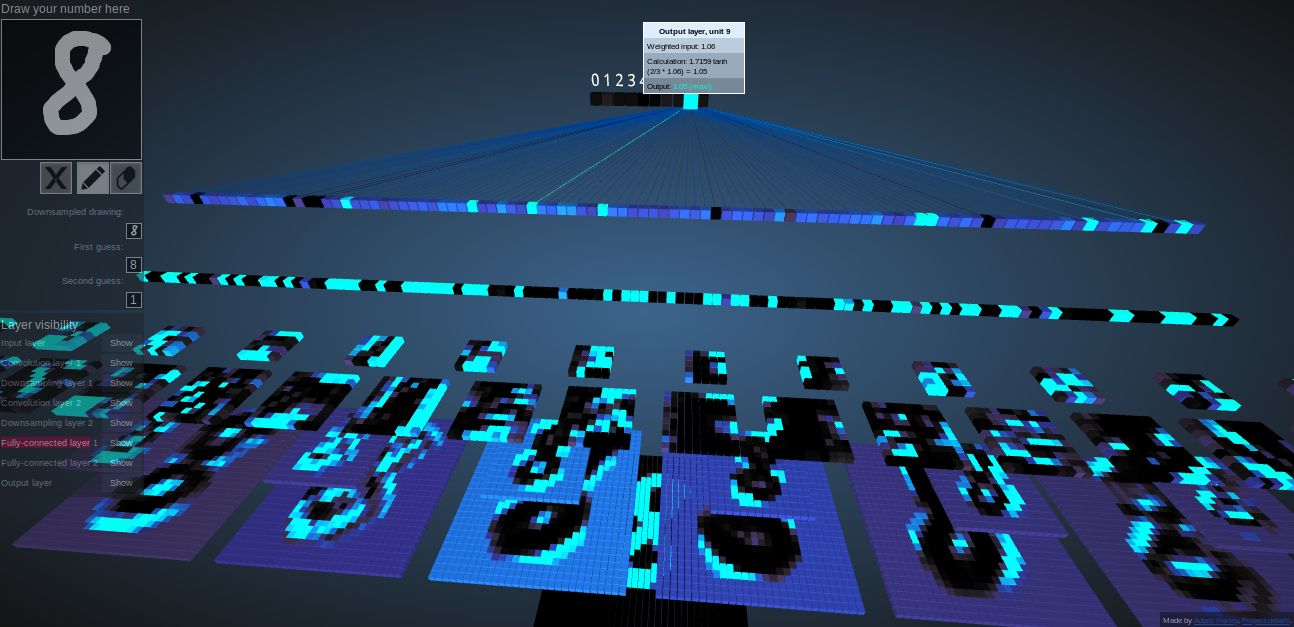 Draw your number here
8
X
Downsampled drawing:
8
First guess:
8
Second guess:
1
Layer visibility
Input layer Show
Convolution layer 1 Show
Downsampling layer 1 Show
Convolution layer 2 Show
Downsampling layer 2 Show
Fully-connected layer 1 Show
Fully-connected layer 2 Show
Output layer Show
Output layer, unit 9
Weighted input: 1.06
Calculation: 1.7159 tanh
(2/3 * 1.06) = 1.05
Output: 1.05 (max!)
0 1 2 3 4
Made by Adam Harley. Project details.